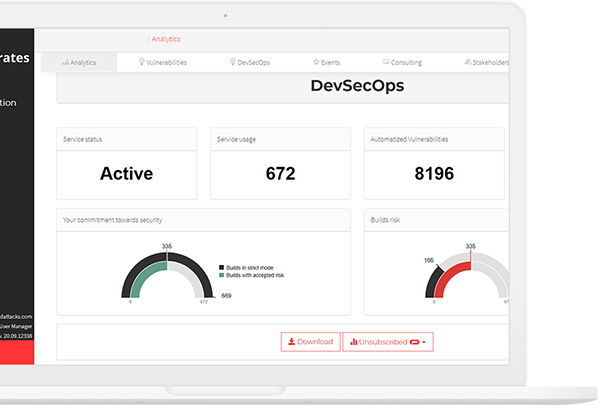 / Analytics
rates
Analytics Vulnerabilities DevSecOps Events Consulting Stakeholders
DevSecOps
tion
Service status Service usage Automatized Vulnerabilities
Active 672 8196
Your commitment towards security Builds risk
335 335
166
Builds in strict mode
Builds with accepted risk
669
0 672 0 67
dattacks.com
User Manager
v. 20.09.12338
Download Unsubscribed